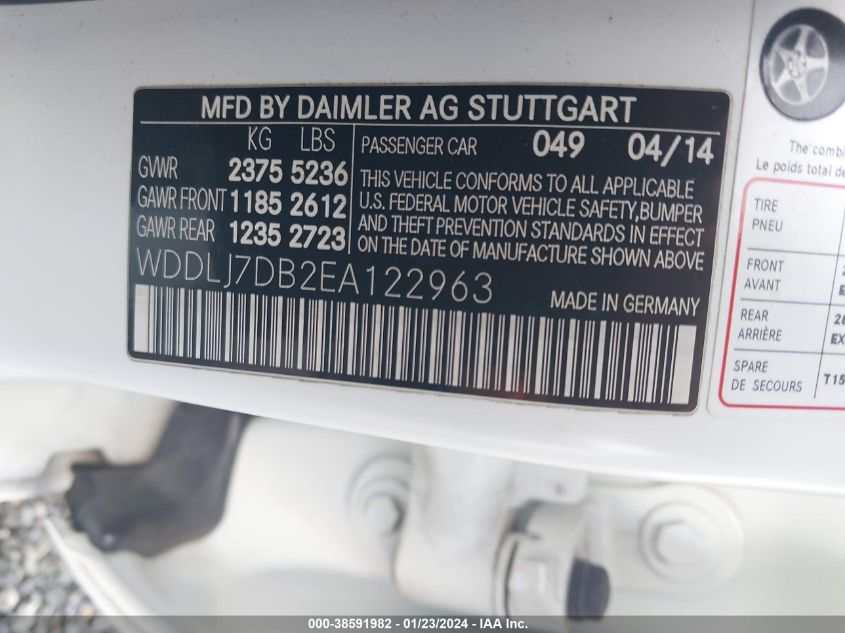 MFD BY DAIMLER AG STUTTGART
KG LBS
GVWR 2375 5236
GAWR FRONT 1185 2612
GAWR REAR 1235 2723
PASSENGER CAR 049 04/14
THIS VEHICLE CONFORMS TO ALL APPLICABLE
U.S. FEDERAL MOTOR VEHICLE SAFETY,BUMPER
AND THEFT PREVENTION STANDARDS IN EFFECT
ON THE DATE OF MANUFACTURE SHOWN ABOVE.
WDDLJ7DB2EA122963
MADE IN GERMANY
The combi
Le poids total de
TIRE
PNEU
FRONT
AVANT
REAR
ARRIÈRE
EX
SPARE
DE SECOURS
T15
000-38591982 / 01/23/2024 - IAA Inc.